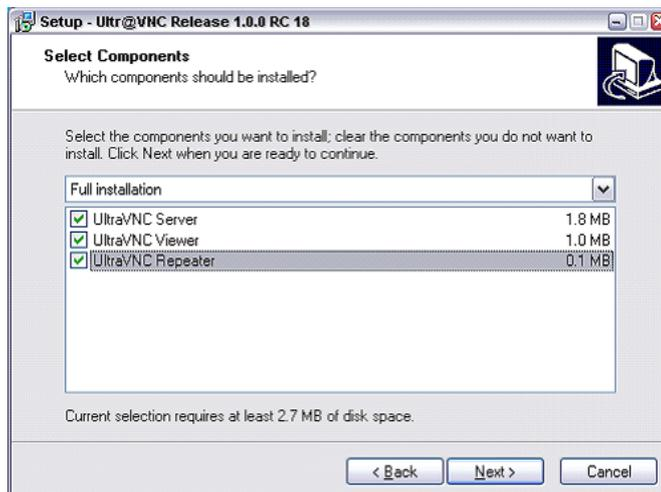 Setup - Ultr@VNC Release 1.0.0 RC 18
Select Components
Which components should be installed?
Select the components you want to install; clear the components you do not want to
install. Click Next when you are ready to continue.
Full installation
UltraVNC Server 1.8 MB
UltraVNC Viewer 1.0 MB
UltraVNC Repeater 0.1 MB
Current selection requires at least 2.7 MB of disk space.
< Back Next > Cancel